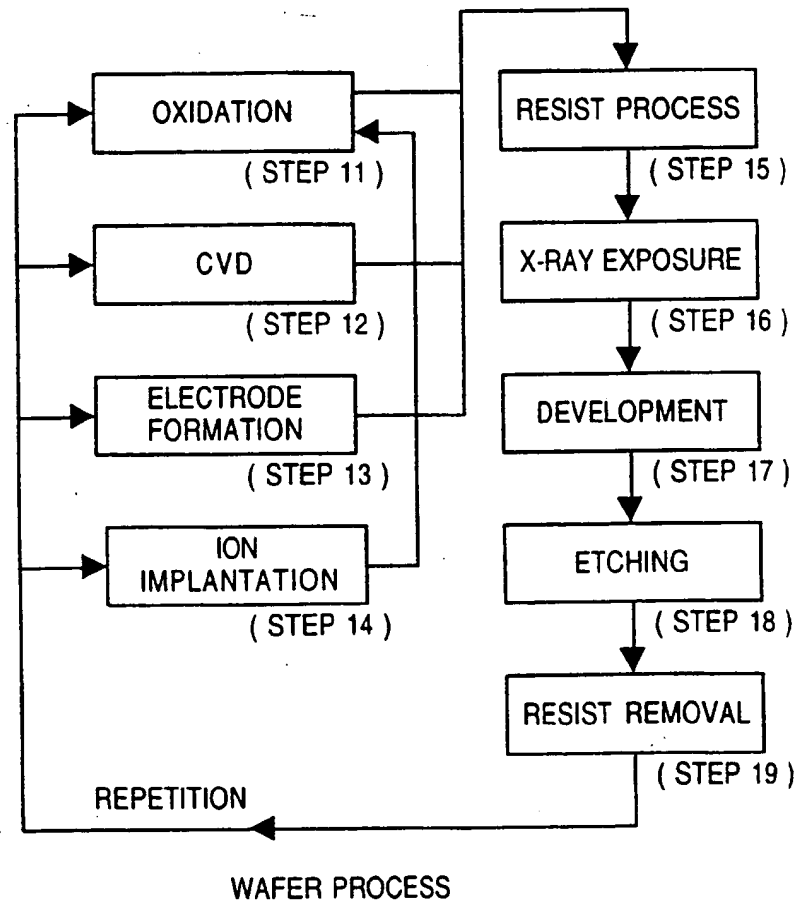 OXIDATION
( STEP 11 )
CVD
( STEP 12 )
ELECTRODE
FORMATION
( STEP 13 )
ION
IMPLANTATION
( STEP 14 )
RESIST PROCESS
( STEP 15 )
X-RAY EXPOSURE
( STEP 16 )
DEVELOPMENT
( STEP 17 )
ETCHING
( STEP 18 )
RESIST REMOVAL
( STEP 19 )
REPETITION
WAFER PROCESS